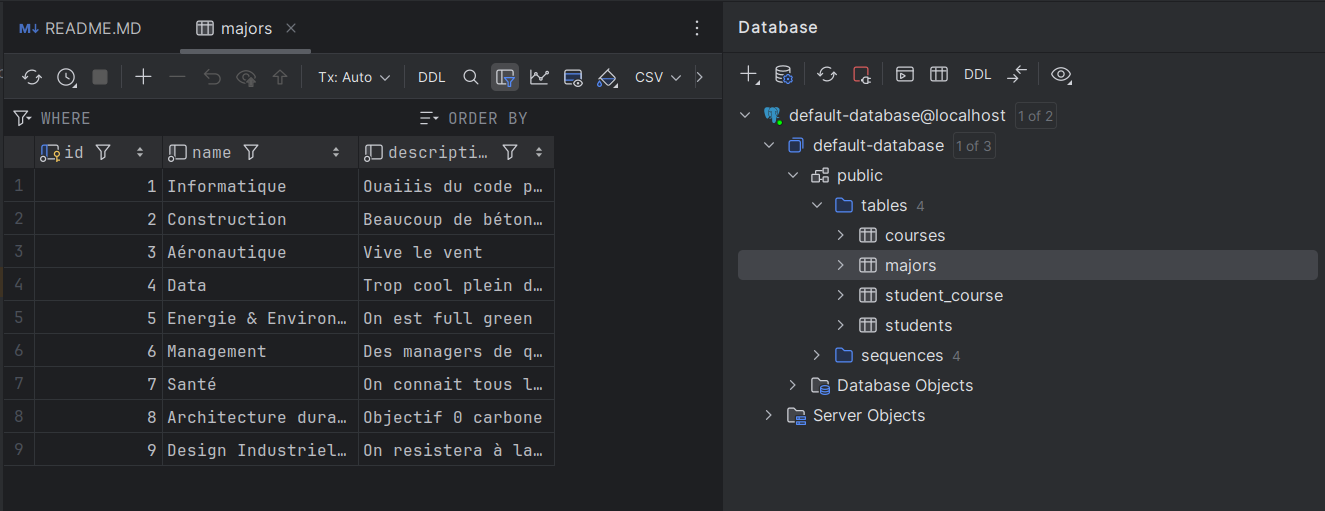 M↓ README.MD
majors
Tx: Auto
DDL
CSV
WHERE
ORDER BY
id name descripti…
1 1 Informatique Ouaiiis du code p…
2 2 Construction Beaucoup de béton…
3 3 Aéronautique Vive le vent
4 4 Data Trop cool plein d…
5 5 Energie & Environ… On est full green
6 6 Management Des managers de q…
7 7 Santé On connait tous l…
8 8 Architecture dura… Objectif 0 carbone
9 9 Design Industriel… On resistera à la…
Database
DDL
default-database@localhost 1 of 2
default-database 1 of 3
public
tables 4
courses
majors
student_course
students
sequences 4
Database Objects
Server Objects